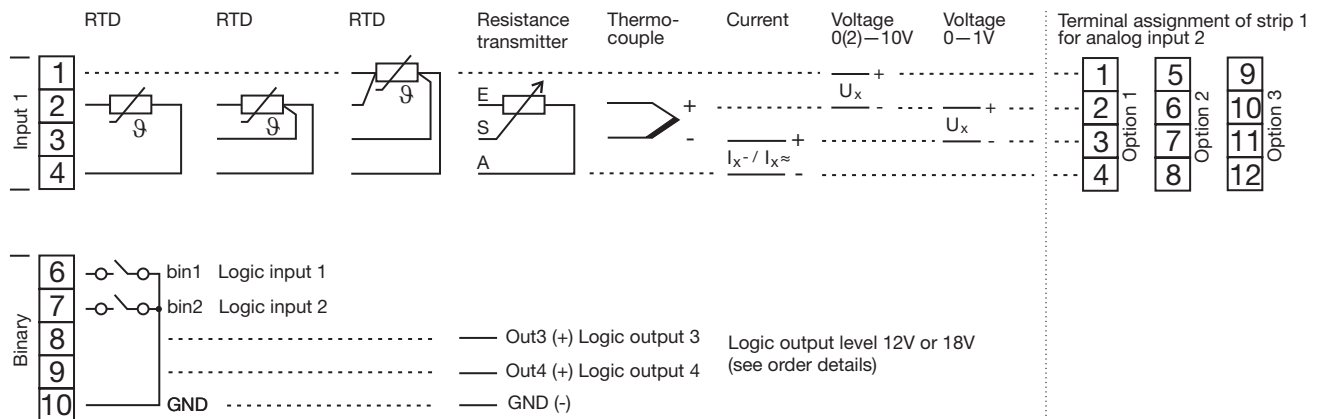 RTD RTD RTD Resistance transmitter Thermo-couple Current Voltage 0(2)—10V Voltage 0—1V Terminal assignment of strip 1 for analog input 2
Input 1
1
2
3
4
ϑ
ϑ
ϑ
E
S
A
+
-
+
Ix- / Ix≈
-
+
Ux
-
+
Ux
-
1
2
3
4
Option 1
5
6
7
8
Option 2
9
10
11
12
Option 3
Binary
6 bin1 Logic input 1
7 bin2 Logic input 2
8 Out3 (+) Logic output 3
9 Out4 (+) Logic output 4
10 GND GND (-)
Logic output level 12V or 18V
(see order details)